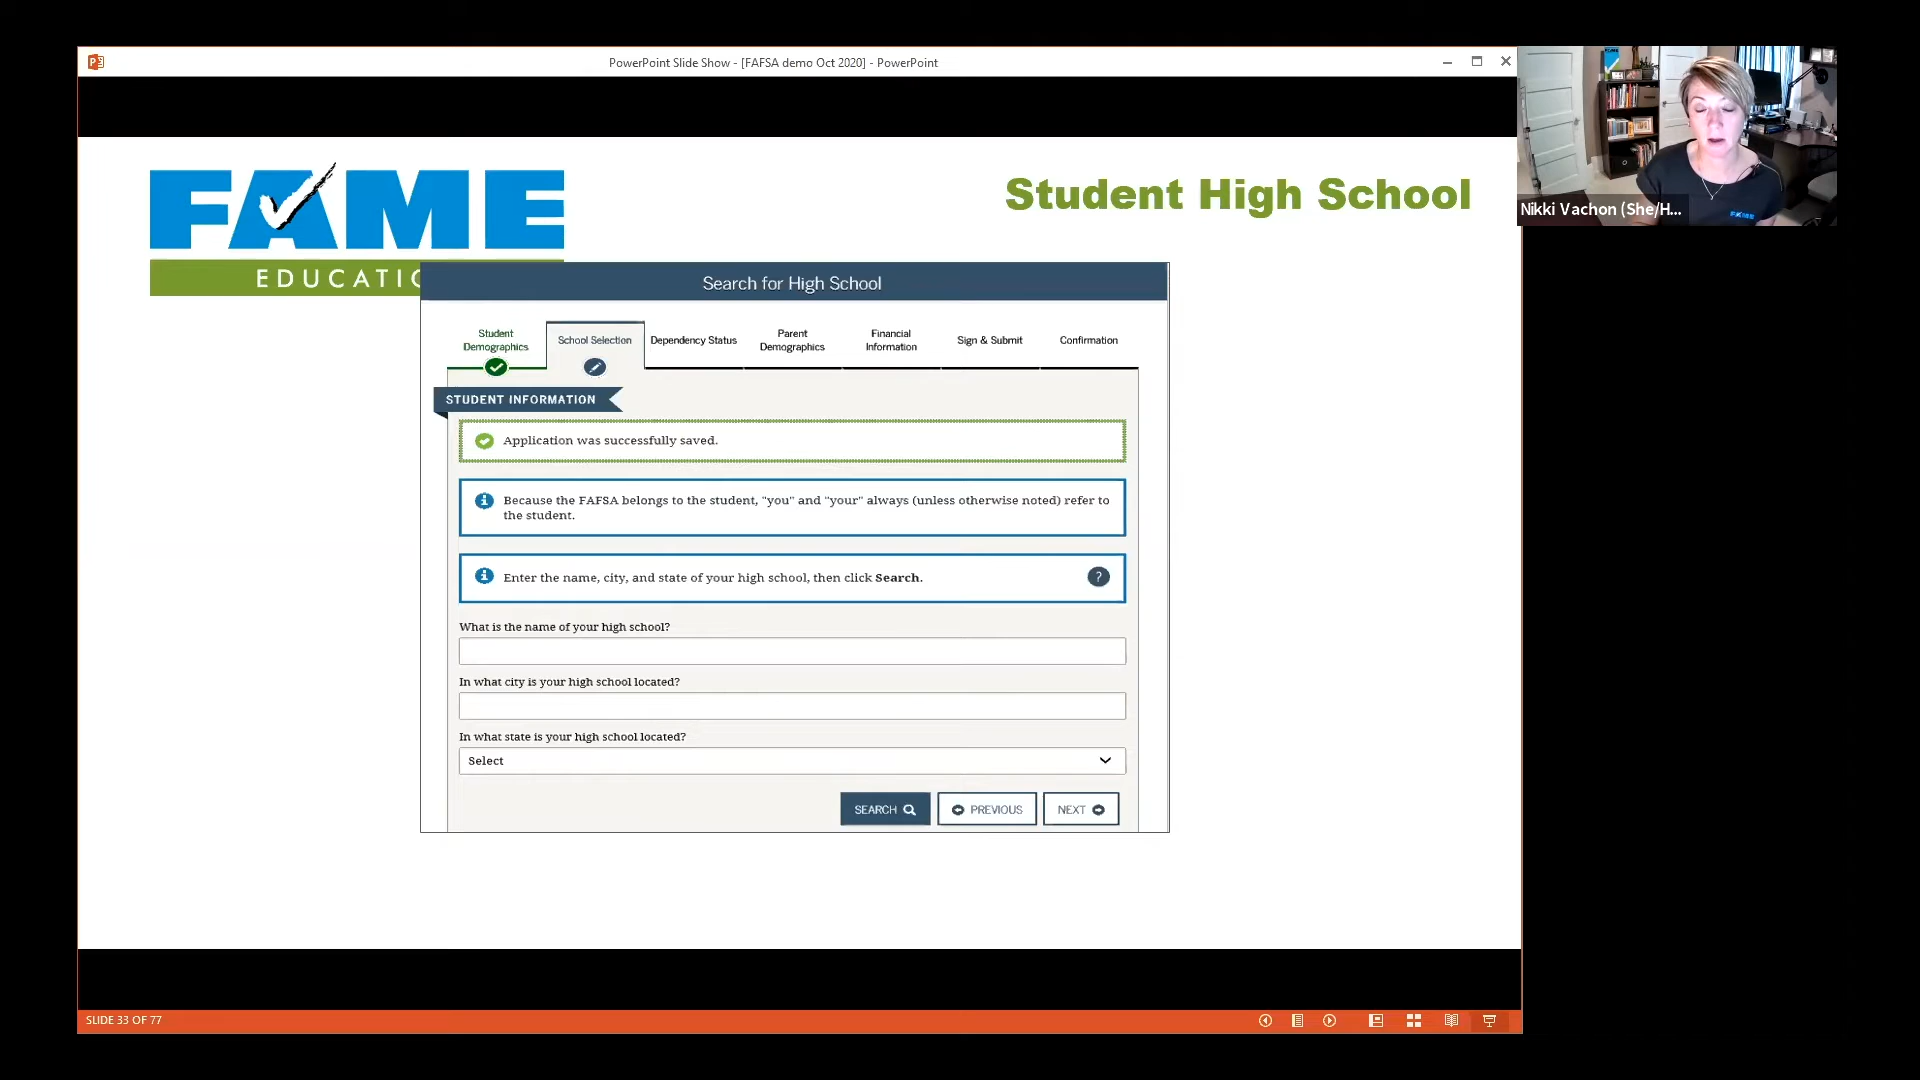 PowerPoint Slide Show - [FAFSA demo Oct 2020] - PowerPoint
FAME
EDUCATIO
Student High School
Nikki Vachon (She/H...
Search for High School
Student Demographics
School Selection
Dependency Status
Parent Demographics
Financial Information
Sign & Submit
Confirmation
STUDENT INFORMATION
Application was successfully saved.
Because the FAFSA belongs to the student, "you" and "your" always (unless otherwise noted) refer to
the student.
Enter the name, city, and state of your high school, then click Search.
?
What is the name of your high school?
In what city is your high school located?
In what state is your high school located?
Select
SEARCH
PREVIOUS
NEXT
SLIDE 33 OF 77